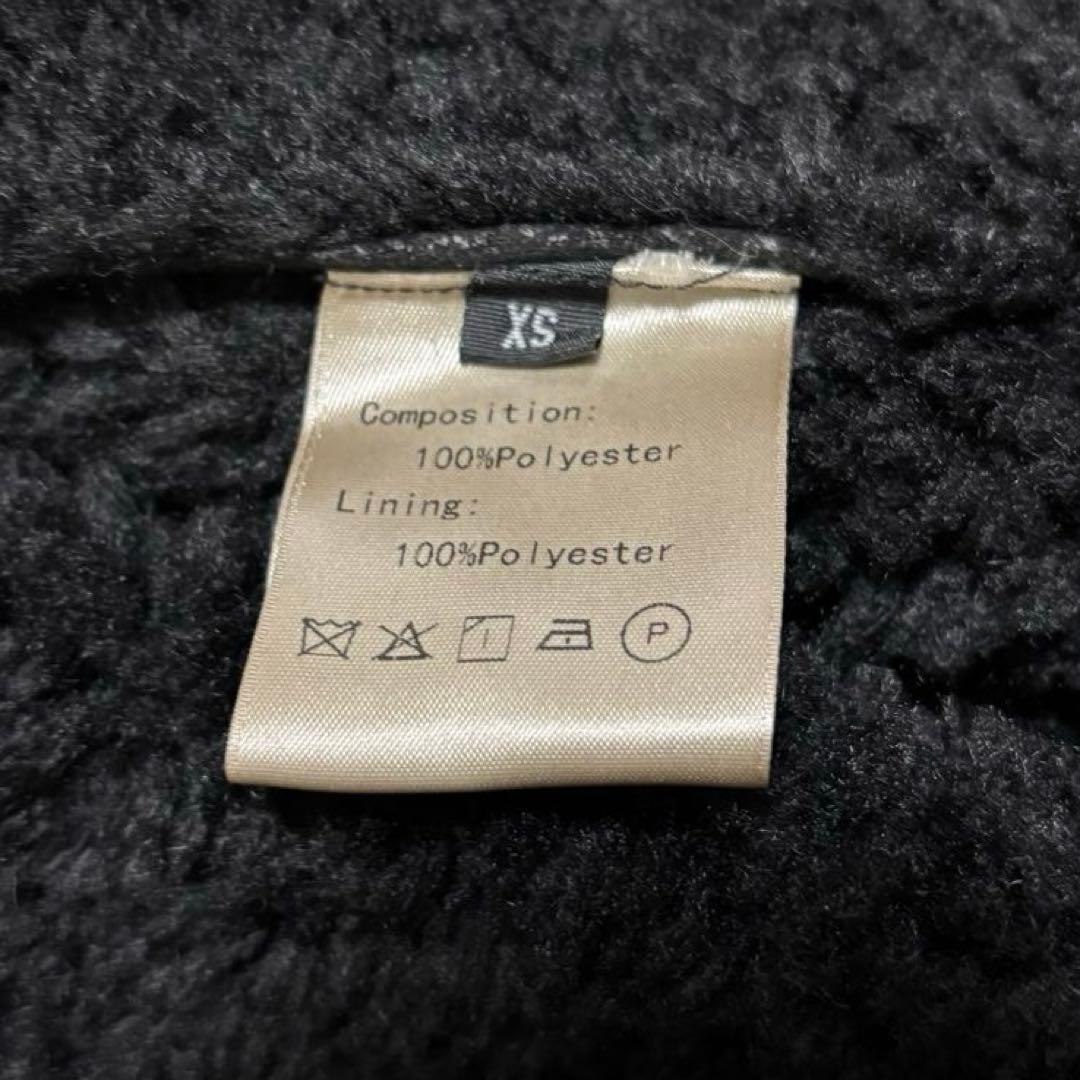 XS
Composition:
100%Polyester
Lining:
100%Polyester
P